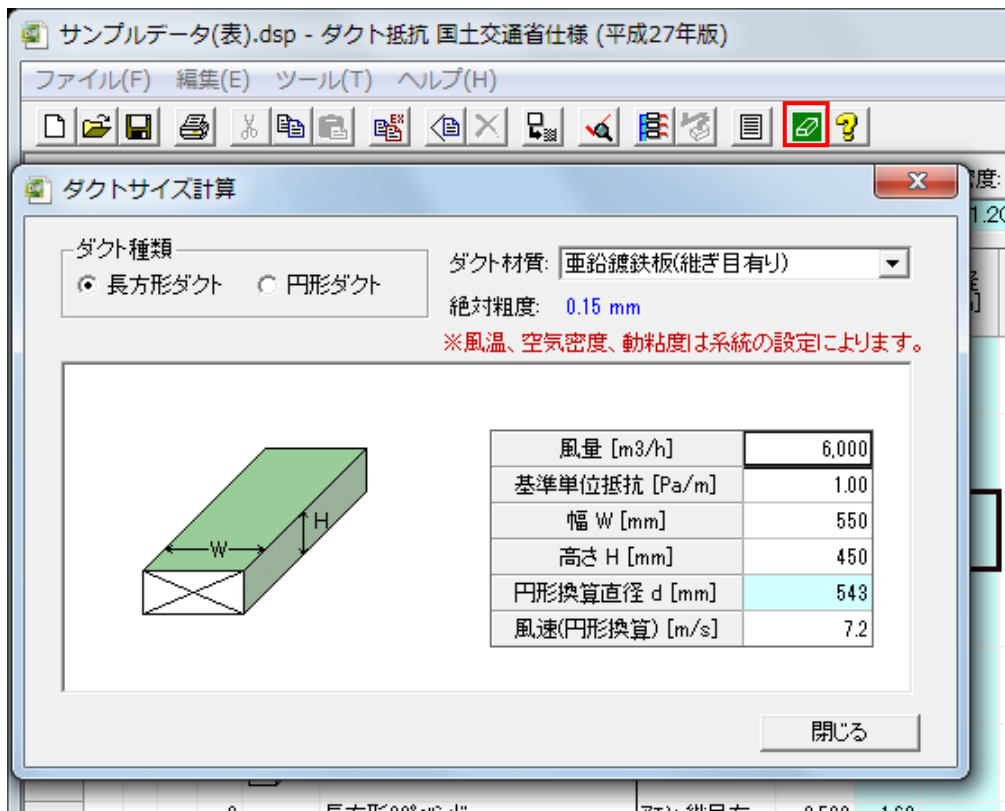 サンプルデータ(表).dsp - ダクト抵抗 国土交通省仕様 (平成27年版)
ファイル(F) 編集(E) ツール(T) ヘルプ(H)
ダクトサイズ計算
度:
1.20
ダクト種類
長方形ダクト 円形ダクト
ダクト材質: 亜鉛鍍鉄板(継ぎ目有り)
絶対粗度: 0.15 mm
※風温、空気密度、動粘度は系統の設定によります。
風量 [m3/h] 6,000
基準単位抵抗 [Pa/m] 1.00
幅 W [mm] 550
高さ H [mm] 450
円形換算直径 d [mm] 543
風速(円形換算) [m/s] 7.2
W
H
閉じる